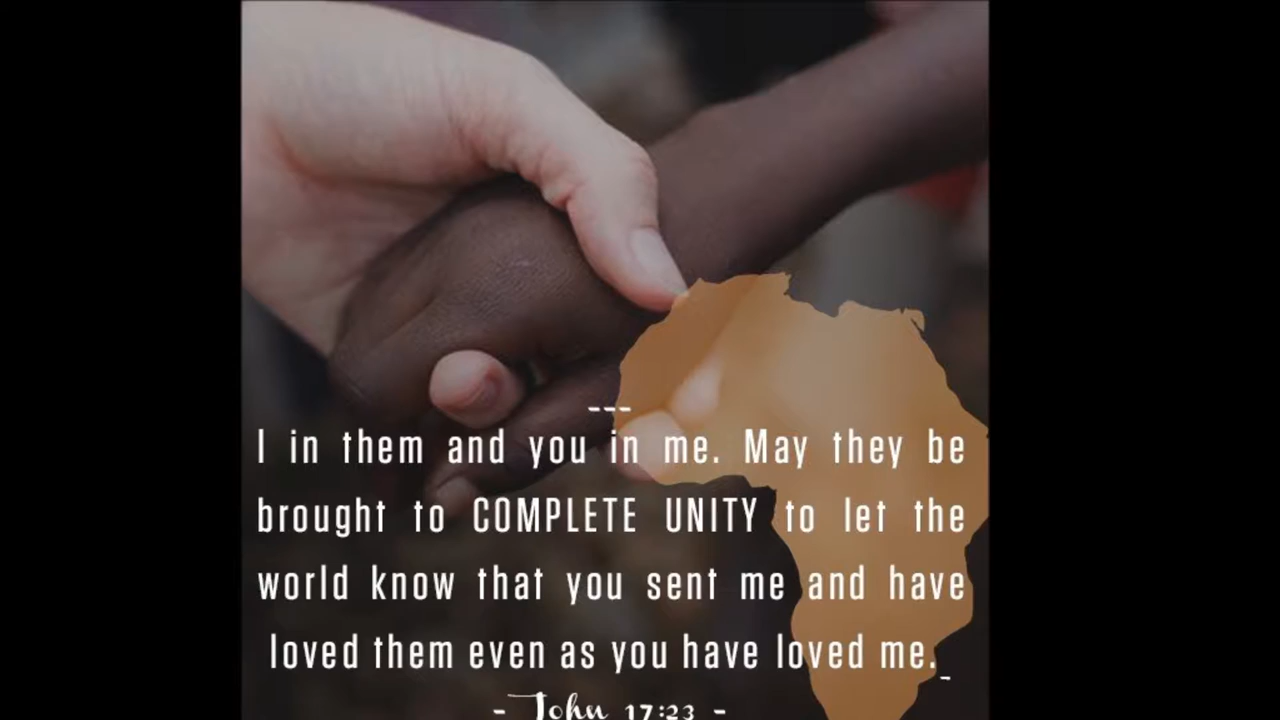 ---
I in them and you in me. May they be
brought to COMPLETE UNITY to let the
world know that you sent me and have
loved them even as you have loved me.
- John 17:23 -